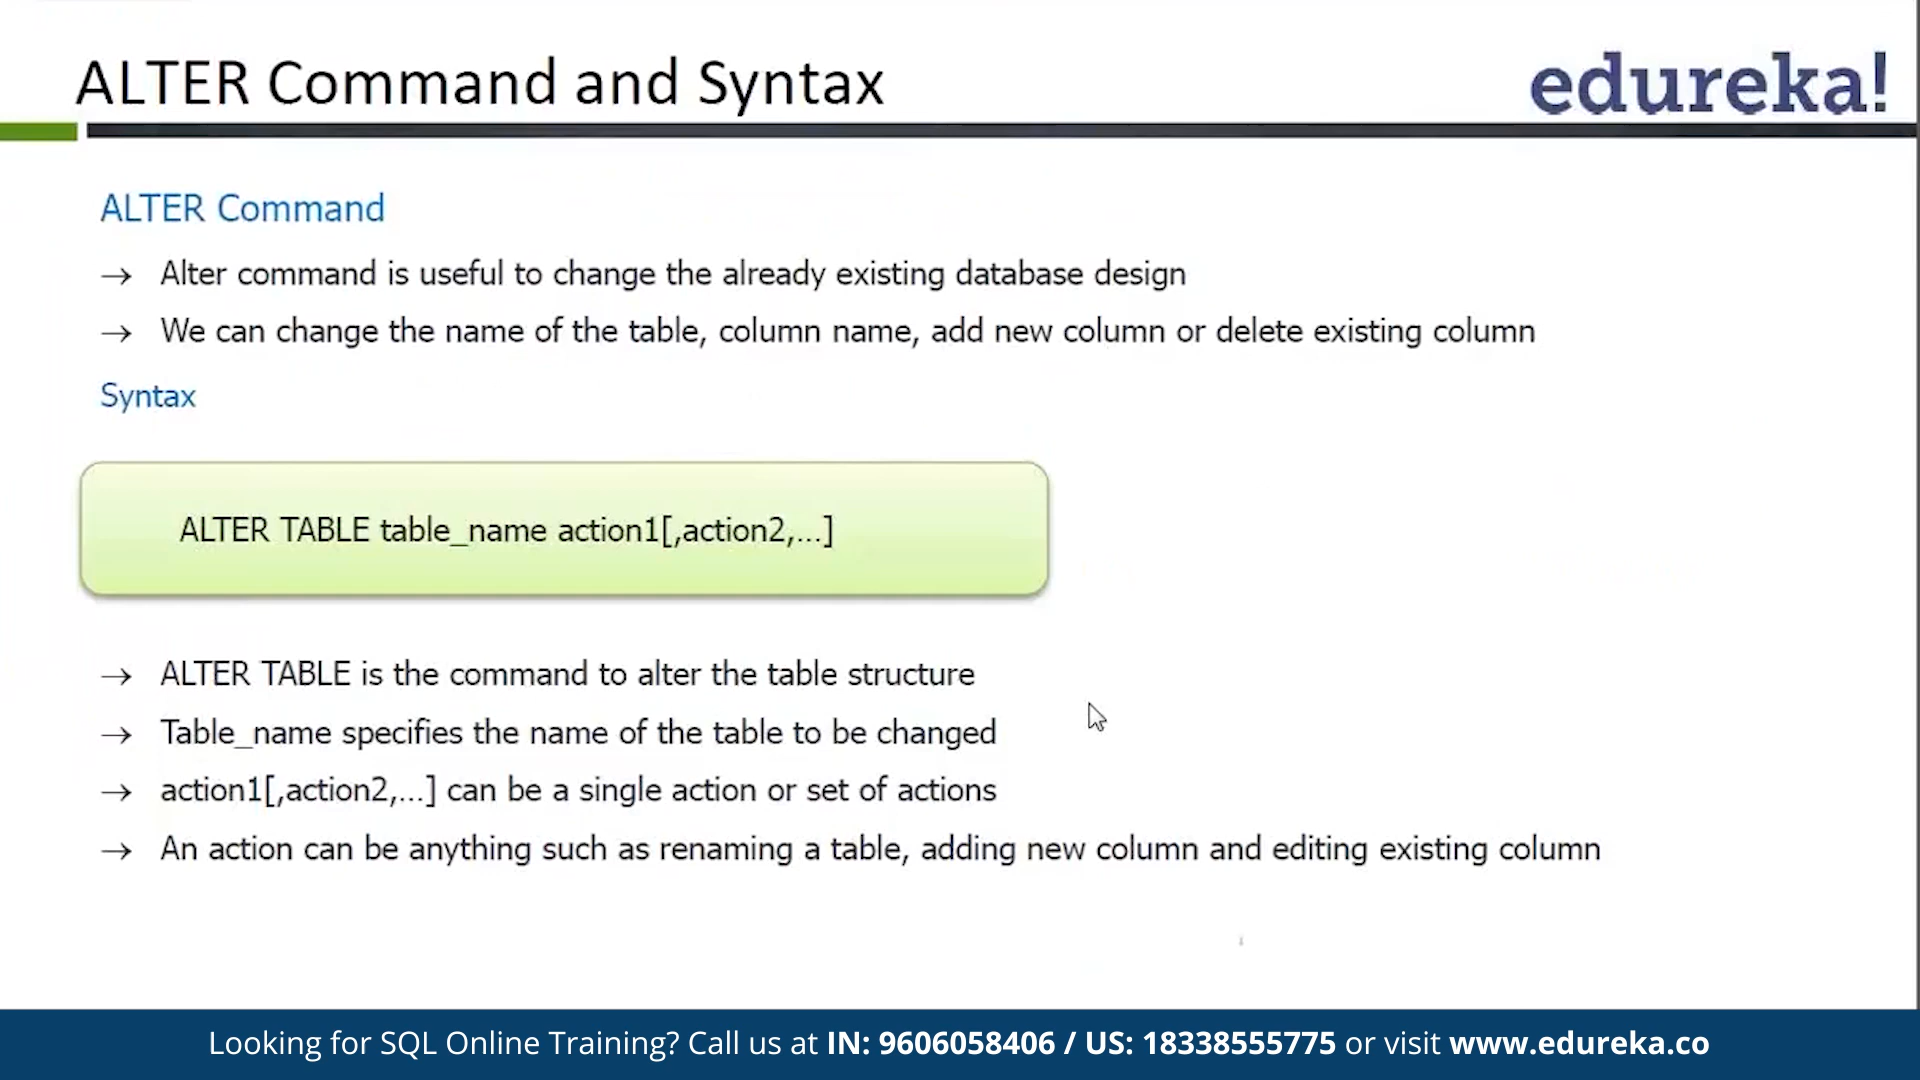 ALTER Command and Syntax
edureka!
ALTER Command
→ Alter command is useful to change the already existing database design
→ We can change the name of the table, column name, add new column or delete existing column
Syntax
ALTER TABLE table_name action1[,action2,...]
→ ALTER TABLE is the command to alter the table structure
→ Table_name specifies the name of the table to be changed
→ action1[,action2,...] can be a single action or set of actions
→ An action can be anything such as renaming a table, adding new column and editing existing column
Looking for SQL Online Training? Call us at IN: 9606058406 / US: 18338555775 or visit www.edureka.co